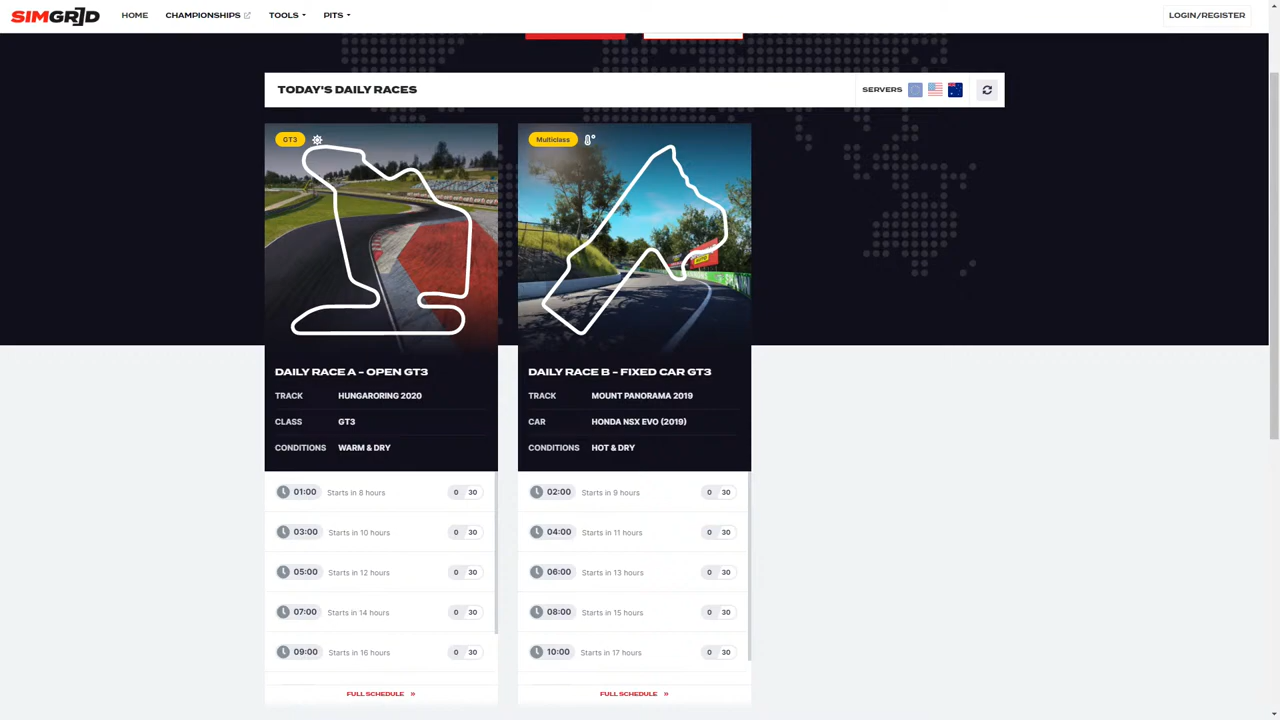 SIMGRID HOME CHAMPIONSHIPS TOOLS PITS LOGIN/REGISTER
TODAY'S DAILY RACES SERVERS
GT3
Multiclass
DAILY RACE A - OPEN GT3
TRACK HUNGARORING 2020
CLASS GT3
CONDITIONS WARM & DRY
01:00 Starts in 8 hours 0 30
03:00 Starts in 10 hours 0 30
05:00 Starts in 12 hours 0 30
07:00 Starts in 14 hours 0 30
09:00 Starts in 16 hours 0 30
FULL SCHEDULE »
DAILY RACE B - FIXED CAR GT3
TRACK MOUNT PANORAMA 2019
CAR HONDA NSX EVO (2019)
CONDITIONS HOT & DRY
02:00 Starts in 9 hours 0 30
04:00 Starts in 11 hours 0 30
06:00 Starts in 13 hours 0 30
08:00 Starts in 15 hours 0 30
10:00 Starts in 17 hours 0 30
FULL SCHEDULE »